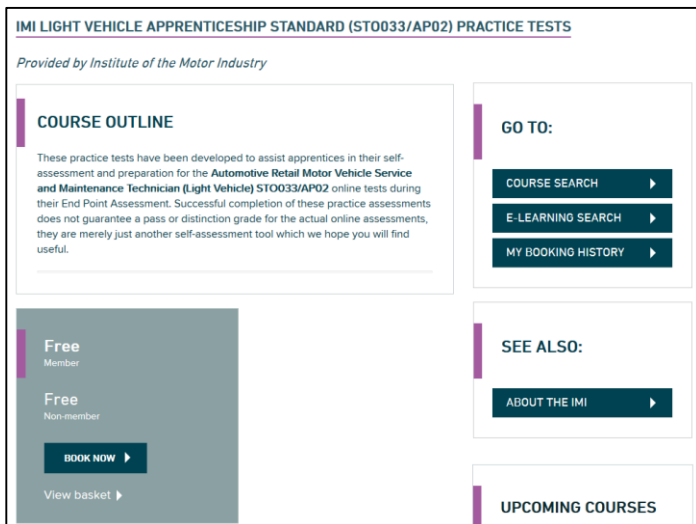 IMI LIGHT VEHICLE APPRENTICESHIP STANDARD (STO033/AP02) PRACTICE TESTS
Provided by Institute of the Motor Industry
COURSE OUTLINE
These practice tests have been developed to assist apprentices in their self-
assessment and preparation for the Automotive Retail Motor Vehicle Service
and Maintenance Technician (Light Vehicle) STO033/AP02 online tests during
their End Point Assessment. Successful completion of these practice assessments
does not guarantee a pass or distinction grade for the actual online assessments,
they are merely just another self-assessment tool which we hope you will find
useful.
Free
Member
Free
Non-member
BOOK NOW
View basket
GO TO:
COURSE SEARCH
E-LEARNING SEARCH
MY BOOKING HISTORY
SEE ALSO:
ABOUT THE IMI
UPCOMING COURSES